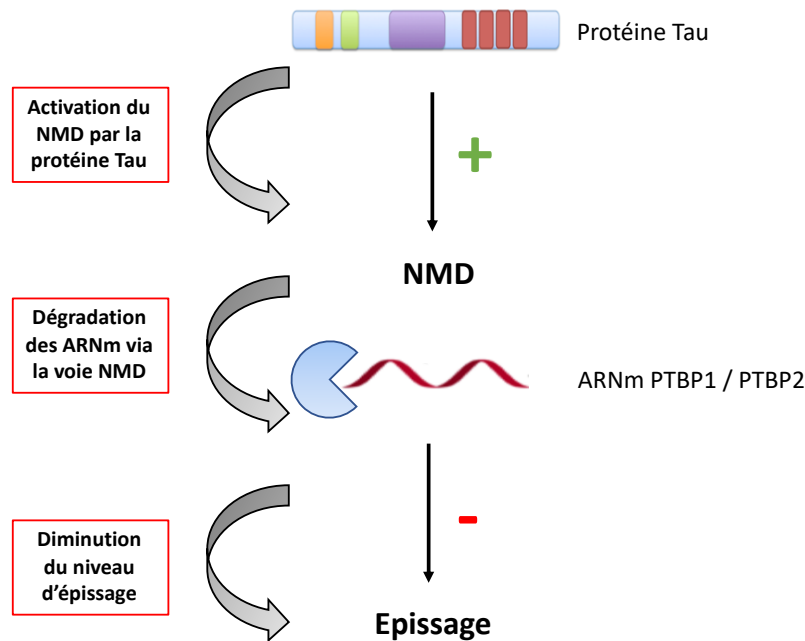 Protéine Tau
Activation du
NMD par la
protéine Tau
+
NMD
Dégradation
des ARNm via
la voie NMD
ARNm PTBP1 / PTBP2
-
Diminution
du niveau
d’épissage
Epissage